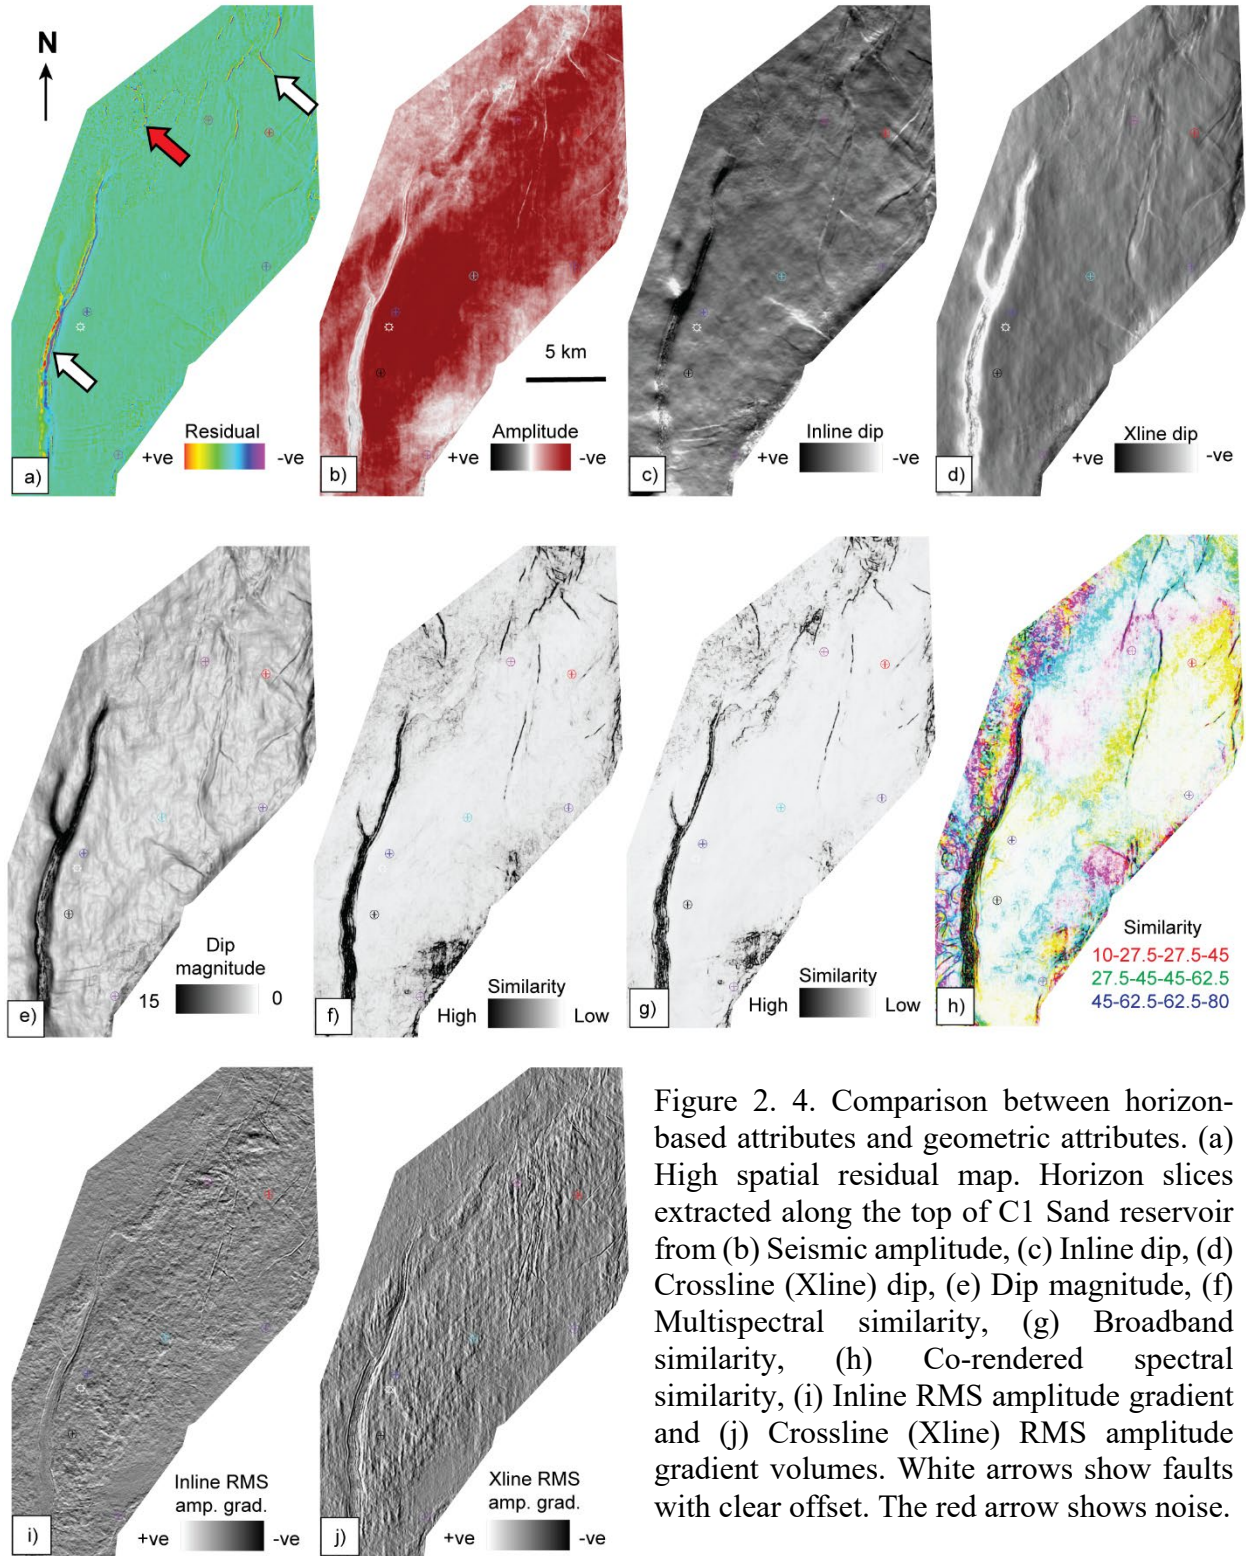 N
5 km
Residual
+ve -ve
a)
Amplitude
+ve -ve
b)
Inline dip
+ve -ve
c)
Xline dip
+ve -ve
d)
Dip
magnitude
15 0
e)
Similarity
High Low
f)
Similarity
High Low
g)
Similarity
10-27.5-27.5-45
27.5-45-45-62.5
45-62.5-62.5-80
h)
Inline RMS
amp. grad.
+ve -ve
i)
Xline RMS
amp. grad.
+ve -ve
j)
Figure 2. 4. Comparison between horizon-
based attributes and geometric attributes. (a)
High spatial residual map. Horizon slices
extracted along the top of C1 Sand reservoir
from (b) Seismic amplitude, (c) Inline dip, (d)
Crossline (Xline) dip, (e) Dip magnitude, (f)
Multispectral similarity, (g) Broadband
similarity, (h) Co-rendered spectral
similarity, (i) Inline RMS amplitude gradient
and (j) Crossline (Xline) RMS amplitude
gradient volumes. White arrows show faults
with clear offset. The red arrow shows noise.